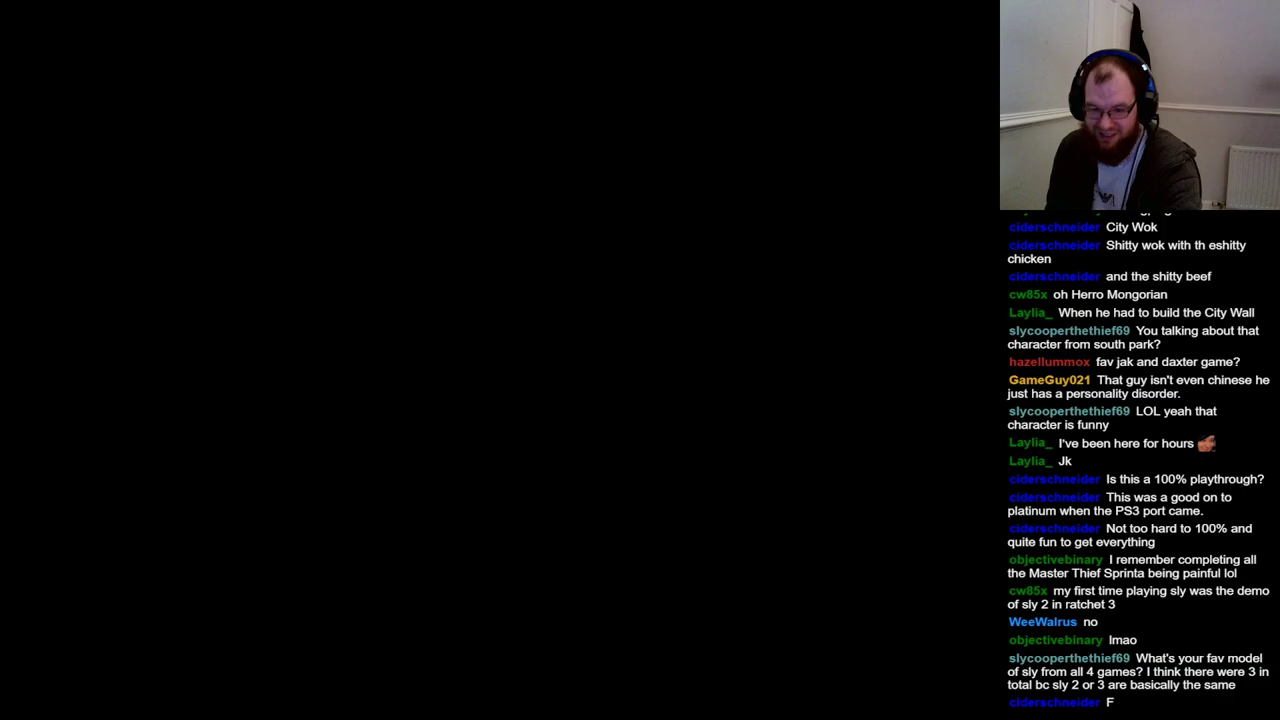 ciderschneider City Wok
ciderschneider Shitty wok with th eshitty
chicken
ciderschneider and the shitty beef
cw85x oh Herro Mongorian
Laylia_ When he had to build the City Wall
slycooperthethief69 You talking about that
character from south park?
hazellummox fav jak and daxter game?
GameGuy021 That guy isn't even chinese he
just has a personality disorder.
slycooperthethief69 LOL yeah that
character is funny
Laylia_ I've been here for hours
Laylia_ Jk
ciderschneider Is this a 100% playthrough?
ciderschneider This was a good on to
platinum when the PS3 port came.
ciderschneider Not too hard to 100% and
quite fun to get everything
objectivebinary I remember completing all
the Master Thief Sprinta being painful lol
cw85x my first time playing sly was the demo
of sly 2 in ratchet 3
WeeWalrus no
objectivebinary lmao
slycooperthethief69 What's your fav model
of sly from all 4 games? I think there were 3 in
total bc sly 2 or 3 are basically the same
ciderschneider F